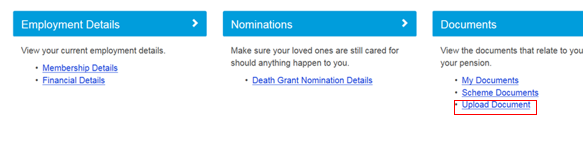 Employment Details
View your current employment details.
Membership Details
Financial Details
Nominations
Make sure your loved ones are still cared for
should anything happen to you.
Death Grant Nomination Details
Documents
View the documents that relate to you
your pension.
My Documents
Scheme Documents
Upload Document